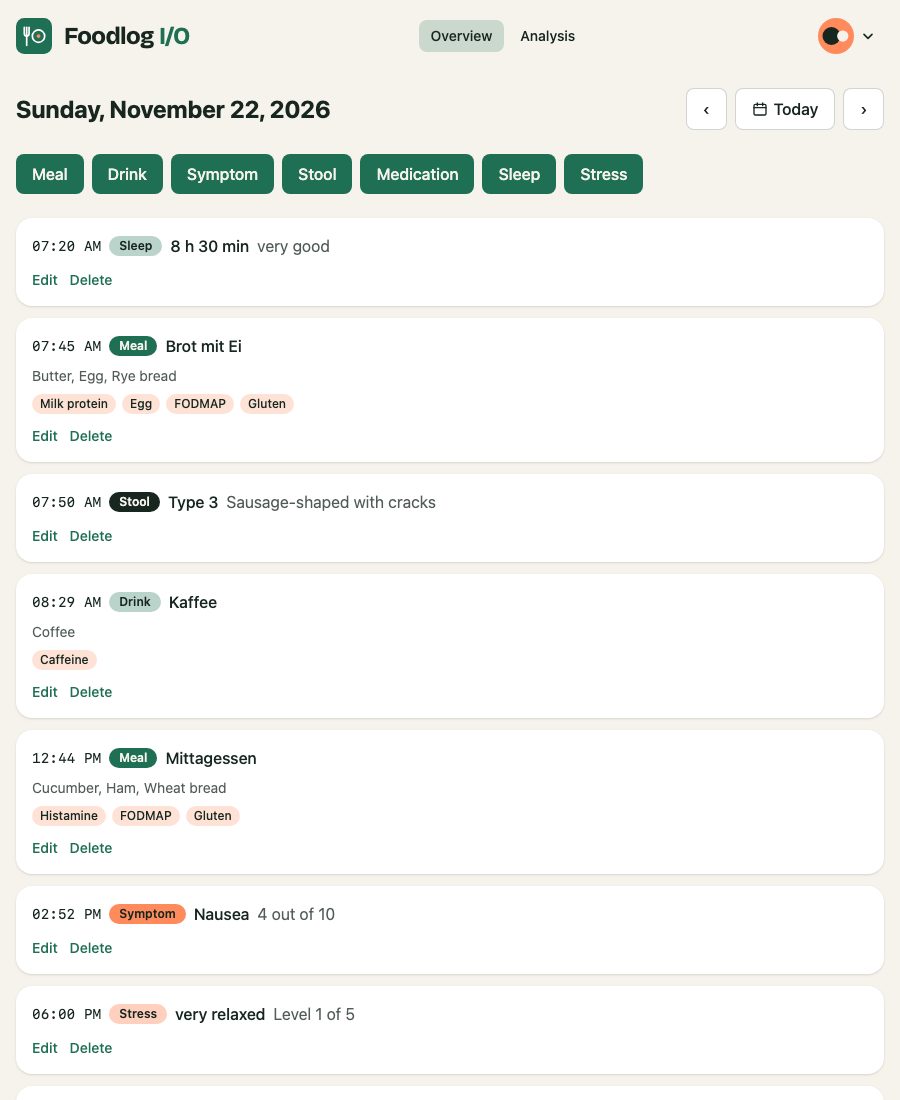 Foodlog I/O
Overview Analysis
Sunday, November 22, 2026
‹ Today ›
Meal Drink Symptom Stool Medication Sleep Stress
07:20 AM Sleep 8 h 30 min very good
Edit Delete
07:45 AM Meal Brot mit Ei
Butter, Egg, Rye bread
Milk protein Egg FODMAP Gluten
Edit Delete
07:50 AM Stool Type 3 Sausage-shaped with cracks
Edit Delete
08:29 AM Drink Kaffee
Coffee
Caffeine
Edit Delete
12:44 PM Meal Mittagessen
Cucumber, Ham, Wheat bread
Histamine FODMAP Gluten
Edit Delete
02:52 PM Symptom Nausea 4 out of 10
Edit Delete
06:00 PM Stress very relaxed Level 1 of 5
Edit Delete